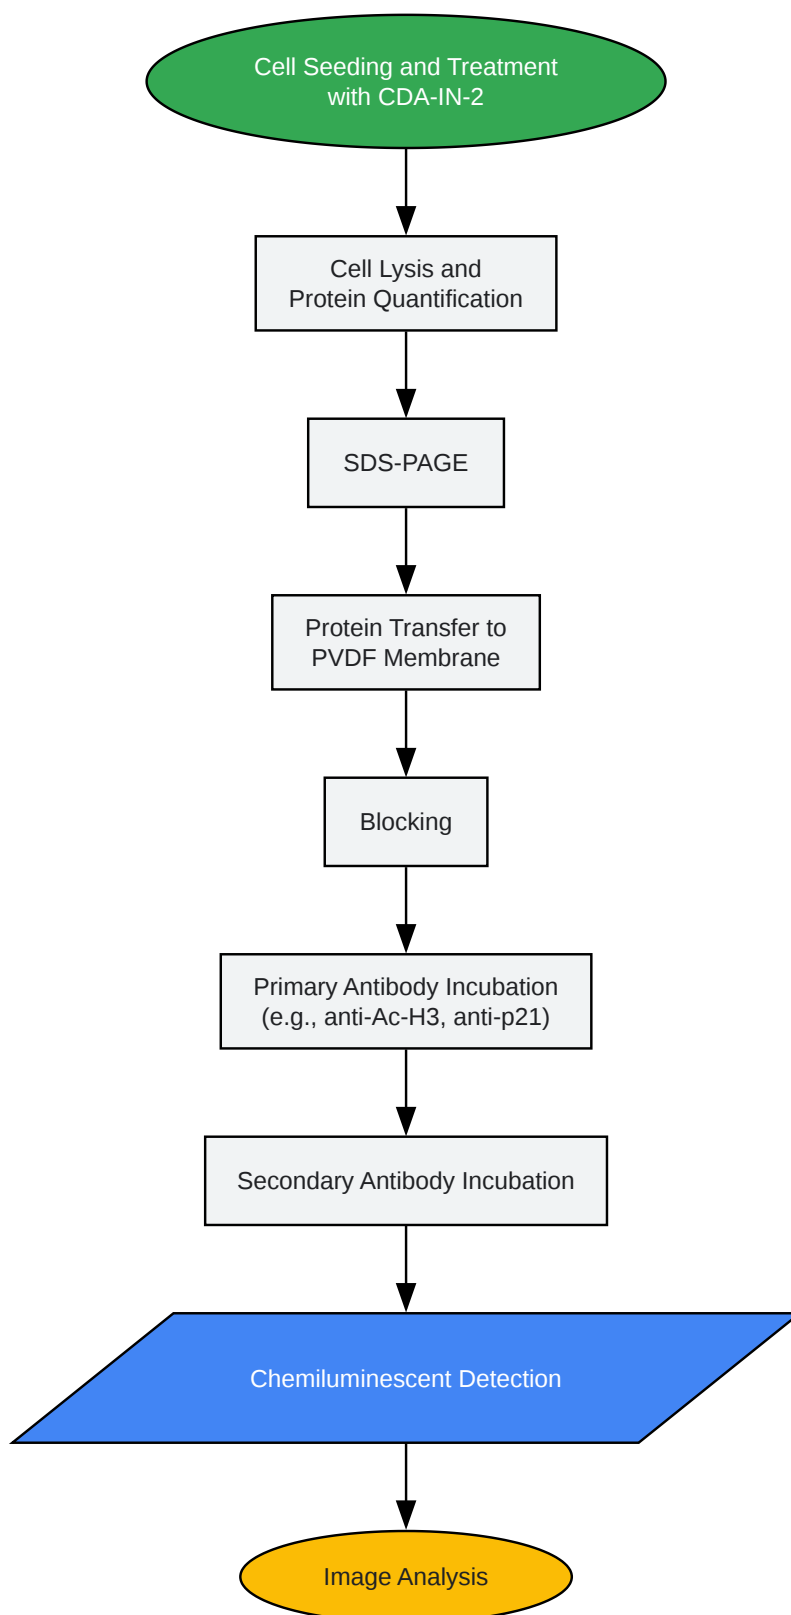 Cell Seeding and Treatment
with CDA-IN-2
Cell Lysis and
Protein Quantification
SDS-PAGE
Protein Transfer to
PVDF Membrane
Blocking
Primary Antibody Incubation
(e.g., anti-Ac-H3, anti-p21)
Secondary Antibody Incubation
Chemiluminescent Detection
Image Analysis